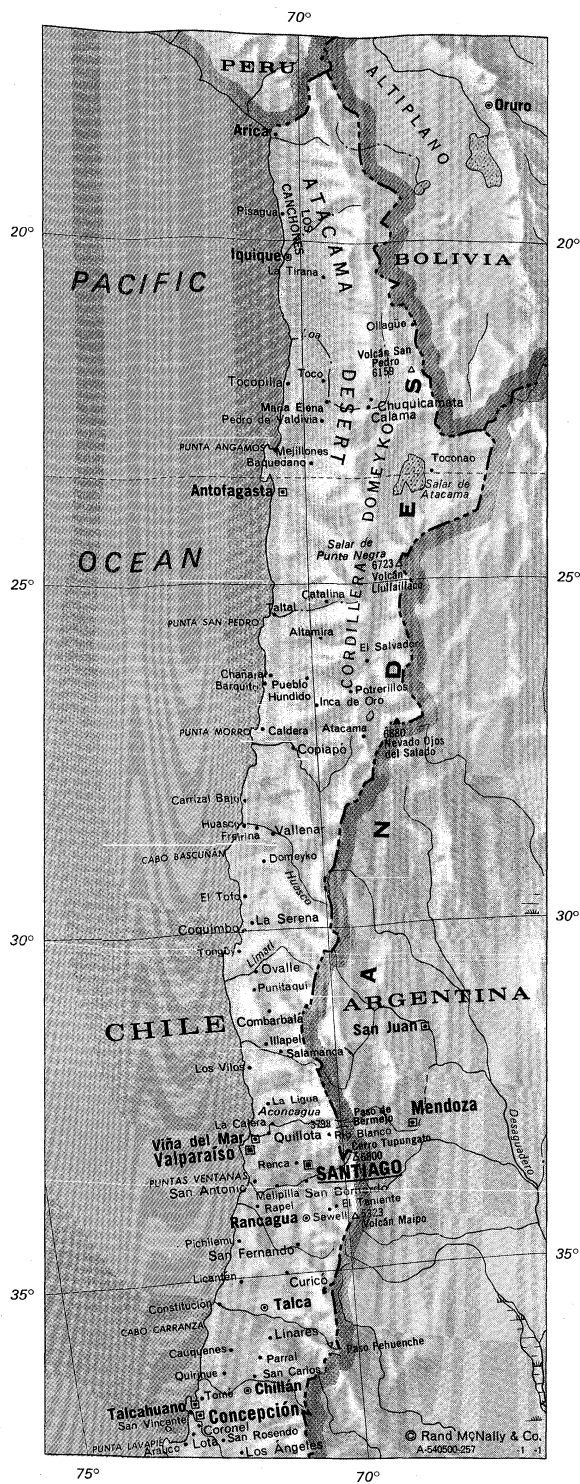 70°
PERU
ALTIPLANO
Oruro
Arica
ATACAMA
LOS
CANCHONES
Pisagua
20°
20°
Iquique
La Tirana
BOLIVIA
PACIFIC
Ollagüe
Loa
Volcán San
Pedro
6159
Toco
Tocopilla
Chuquicamata
María Elena
Calama
Pedro de Valdivia
DESERT
PUNTA ANGAMOS
Mejillones
Baquedano
Toconao
Salar de
Atacama
Antofagasta
CORDILLERA DOMEYKO
OCEAN
Salar de
Punta Negra
6723
Volcán
Llullaillaco
25°
25°
Catalina
Taltal
PUNTA SAN PEDRO
Altamira
El Salvador
Chañaral
Barquito
Pueblo
Hundido
Potrerillos
Inca de Oro
PUNTA MORRO
Caldera
Atacama
6880
Nevado Ojos
del Salado
Copiapó
ANDES
Carrizal Bajo
Huasco
Freirina
Vallenar
CABO BASCUÑÁN
Domeyko
Huasco
El Tofo
La Serena
Coquimbo
30°
30°
Tongoy
Limarí
Ovalle
Punitaqui
CHILE
ARGENTINA
Combarbalá
San Juan
Illapel
Salamanca
Los Vilos
La Ligua
Aconcagua
Paso de
Bermejo
Mendoza
La Calera
Desaguadero
Viña del Mar
Quillota
Río Blanco
Valparaíso
Cerro Tupungato
6800
Renca
SANTIAGO
PUNTAS VENTANAS
San Antonio
Melipilla
San Bernardo
Rapel
El Teniente
Rancagua
Sewell
5323
Volcán Maipo
Pichilemu
San Fernando
35°
35°
Licantén
Curicó
Constitución
Talca
CABO CARRANZA
Linares
Cauquenes
Paso Pehuenche
Parral
Quirihue
San Carlos
Tomé
Chillán
Talcahuano
Concepción
San Vicente
Coronel
PUNTA LAVAPIÉ
Lota
San Rosendo
Arauco
Los Angeles
© Rand McNally & Co.
A-540500-257 -1 -1
75°
70°